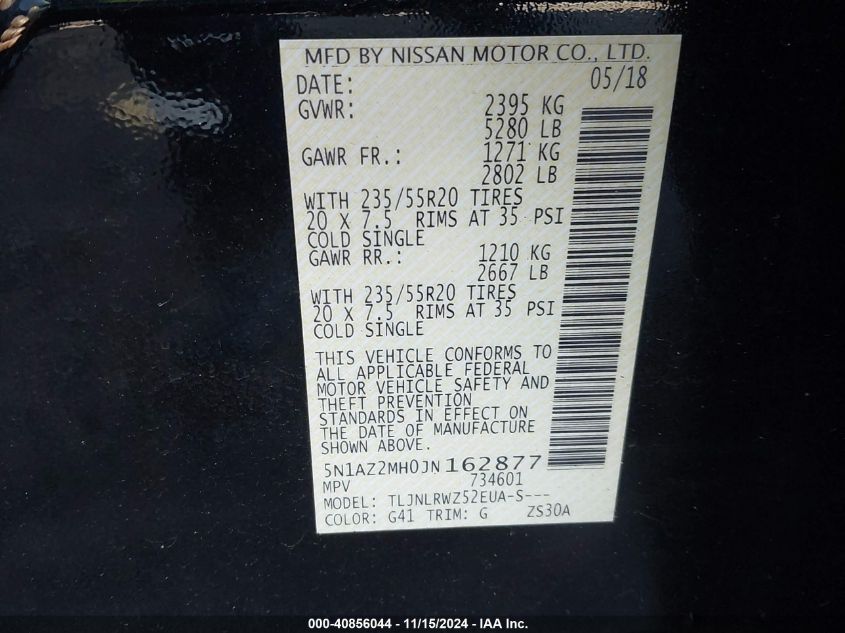 MFD BY NISSAN MOTOR CO., LTD.
DATE: 05/18
GVWR: 2395 KG
5280 LB
GAWR FR.: 1271 KG
2802 LB
WITH 235/55R20 TIRES
20 X 7.5 RIMS AT 35 PSI
COLD SINGLE
GAWR RR.: 1210 KG
2667 LB
WITH 235/55R20 TIRES
20 X 7.5 RIMS AT 35 PSI
COLD SINGLE
THIS VEHICLE CONFORMS TO
ALL APPLICABLE FEDERAL
MOTOR VEHICLE SAFETY AND
THEFT PREVENTION
STANDARDS IN EFFECT ON
THE DATE OF MANUFACTURE
SHOWN ABOVE.
5N1AZ2MH0JN162877
MPV 734601
MODEL: TLJNLRWZ52EUA-S---
COLOR: G41 TRIM: G ZS30A
000-40856044 - 11/15/2024 - IAA Inc.